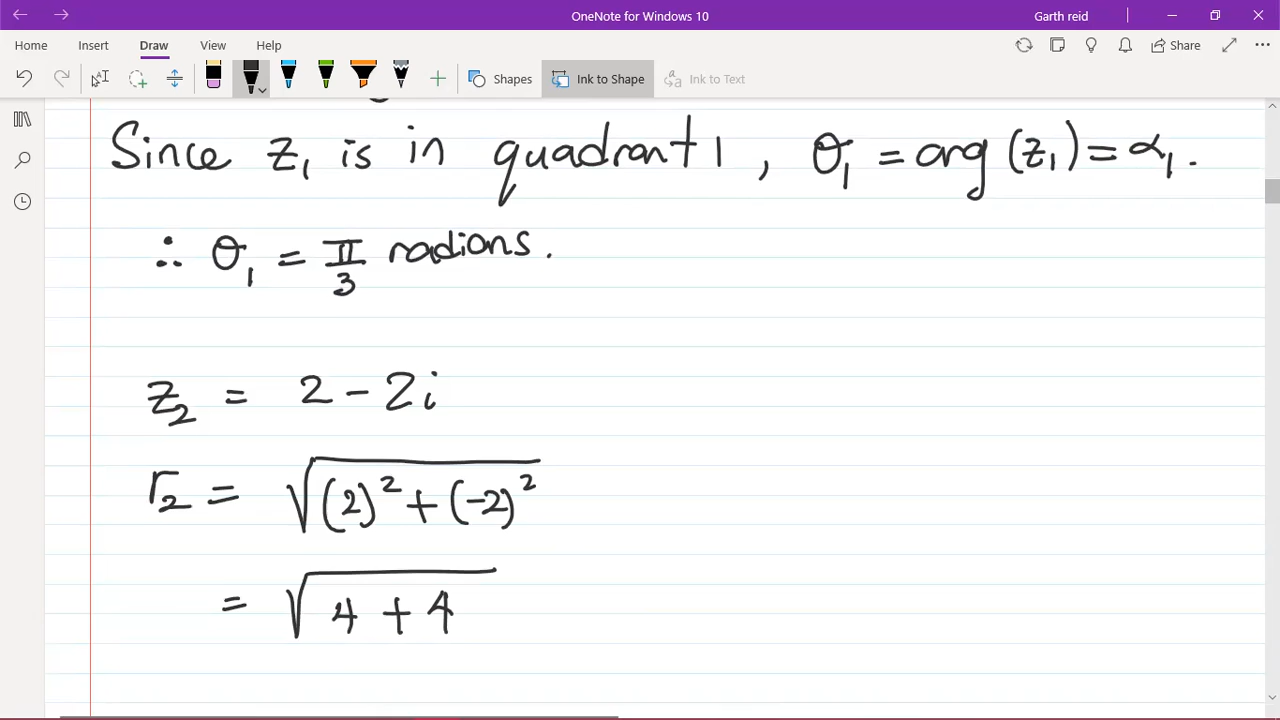 OneNote for Windows 10
Garth reid
Home Insert Draw View Help
Share
Shapes Ink to Shape Ink to Text
Since z₁ is in quadrant 1, θ₁ = arg (z₁) = α₁.
∴ θ₁ = π/3 radians.
z₂ = 2 - 2i
r₂ = √((2)² + (-2)²)
= √(4 + 4)